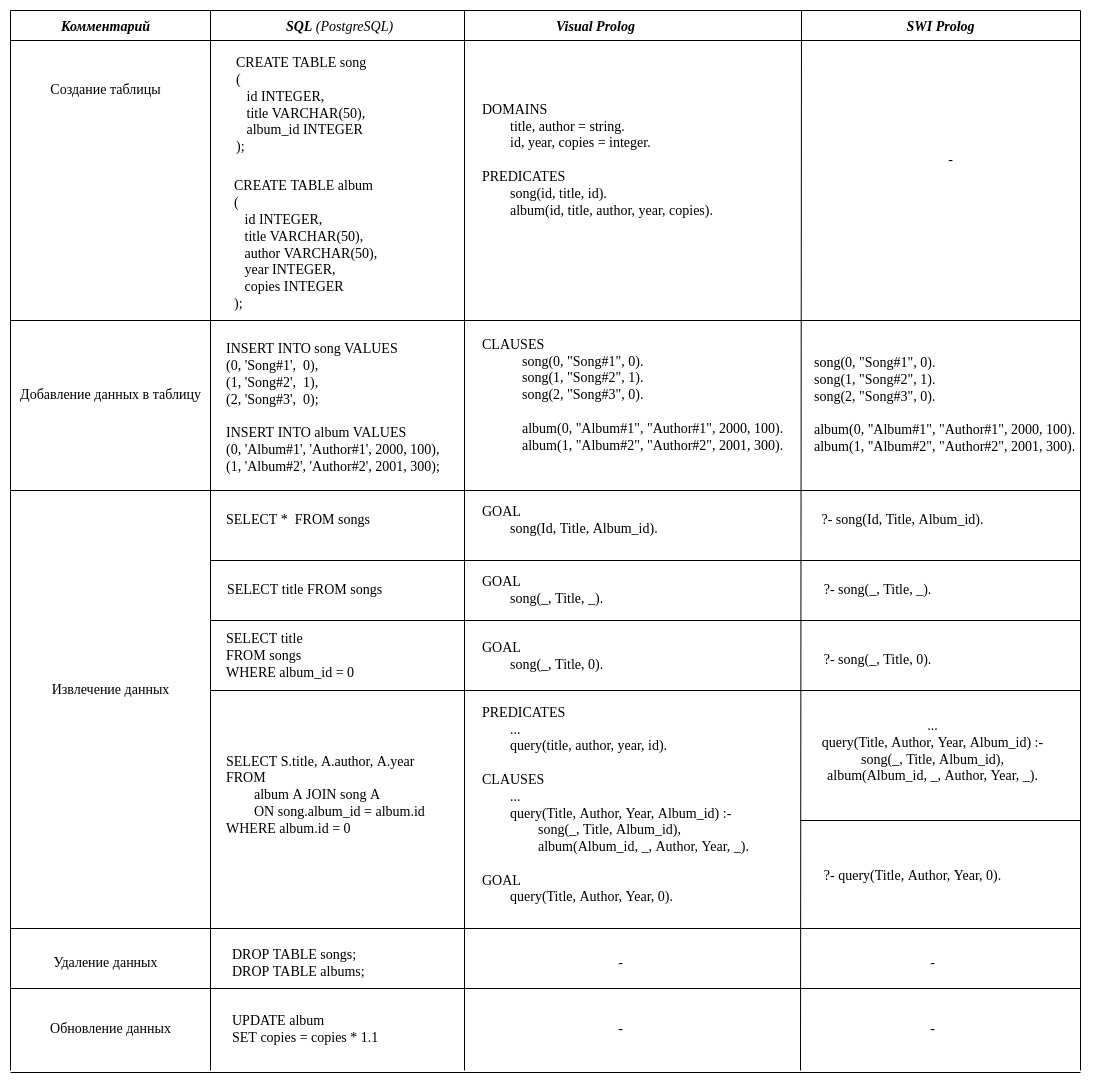 Комментарий
SQL (PostgreSQL)
Visual Prolog
SWI Prolog
Создание таблицы
CREATE TABLE song
(
id INTEGER,
title VARCHAR(50),
album_id INTEGER
);
CREATE TABLE album
(
id INTEGER,
title VARCHAR(50),
author VARCHAR(50),
year INTEGER,
copies INTEGER
);
DOMAINS
title, author = string.
id, year, copies = integer.
PREDICATES
song(id, title, id).
album(id, title, author, year, copies).
-
Добавление данных в таблицу
INSERT INTO song VALUES
(0, 'Song#1',  0),
(1, 'Song#2',  1),
(2, 'Song#3',  0);
INSERT INTO album VALUES
(0, 'Album#1', 'Author#1', 2000, 100),
(1, 'Album#2', 'Author#2', 2001, 300);
CLAUSES
song(0, "Song#1", 0).
song(1, "Song#2", 1).
song(2, "Song#3", 0).
album(0, "Album#1", "Author#1", 2000, 100).
album(1, "Album#2", "Author#2", 2001, 300).
song(0, "Song#1", 0).
song(1, "Song#2", 1).
song(2, "Song#3", 0).
album(0, "Album#1", "Author#1", 2000, 100).
album(1, "Album#2", "Author#2", 2001, 300).
Извлечение данных
SELECT *  FROM songs
GOAL
song(Id, Title, Album_id).
?- song(Id, Title, Album_id).
SELECT title FROM songs
GOAL
song(_, Title, _).
?- song(_, Title, _).
SELECT title
FROM songs
WHERE album_id = 0
GOAL
song(_, Title, 0).
?- song(_, Title, 0).
SELECT S.title, A.author, A.year
FROM
album A JOIN song A
ON song.album_id = album.id
WHERE album.id = 0
PREDICATES
...
query(title, author, year, id).
CLAUSES
...
query(Title, Author, Year, Album_id) :-
song(_, Title, Album_id),
album(Album_id, _, Author, Year, _).
GOAL
query(Title, Author, Year, 0).
...
query(Title, Author, Year, Album_id) :-
song(_, Title, Album_id),
album(Album_id, _, Author, Year, _).
?- query(Title, Author, Year, 0).
Удаление данных
DROP TABLE songs;
DROP TABLE albums;
-
-
Обновление данных
UPDATE album
SET copies = copies * 1.1
-
-